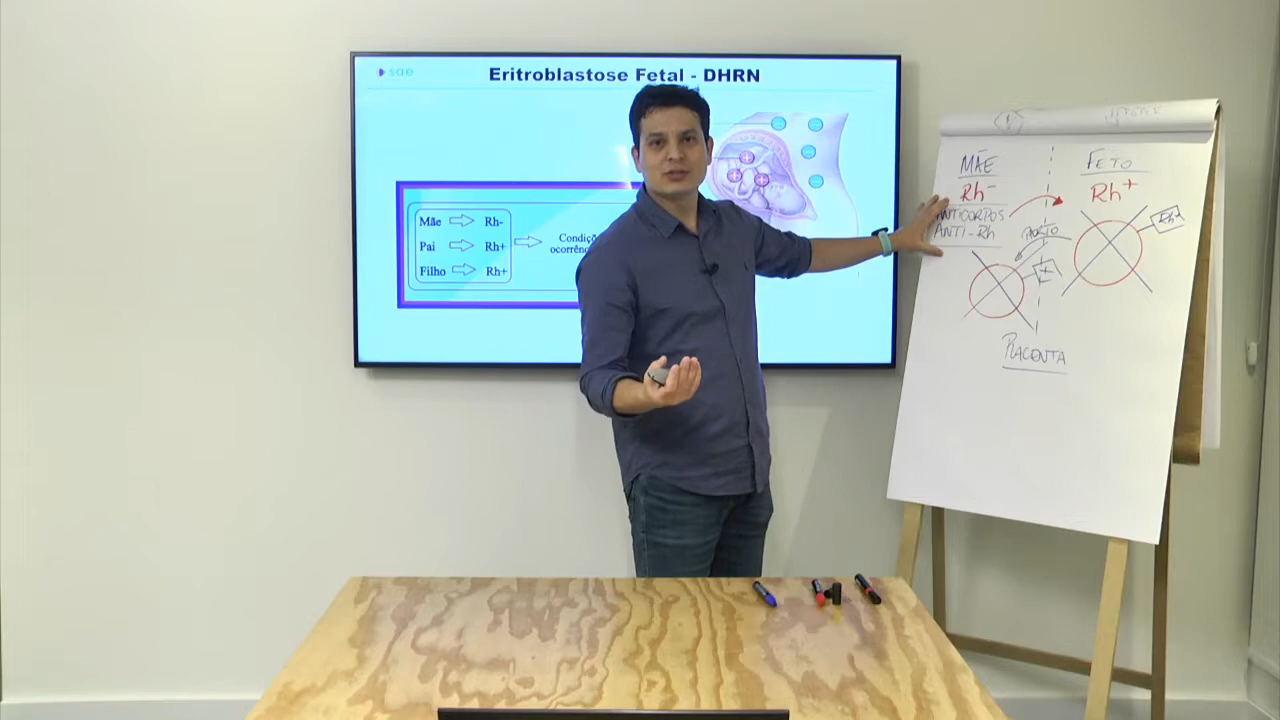 sae
Eritroblastose Fetal - DHRN
Mãe Rh-
Pai Rh+
Filho Rh+
MÃE
Rh-
ANTICORPOS
ANTI-Rh
PARTO
FETO
Rh+
Rh+
PLACENTA